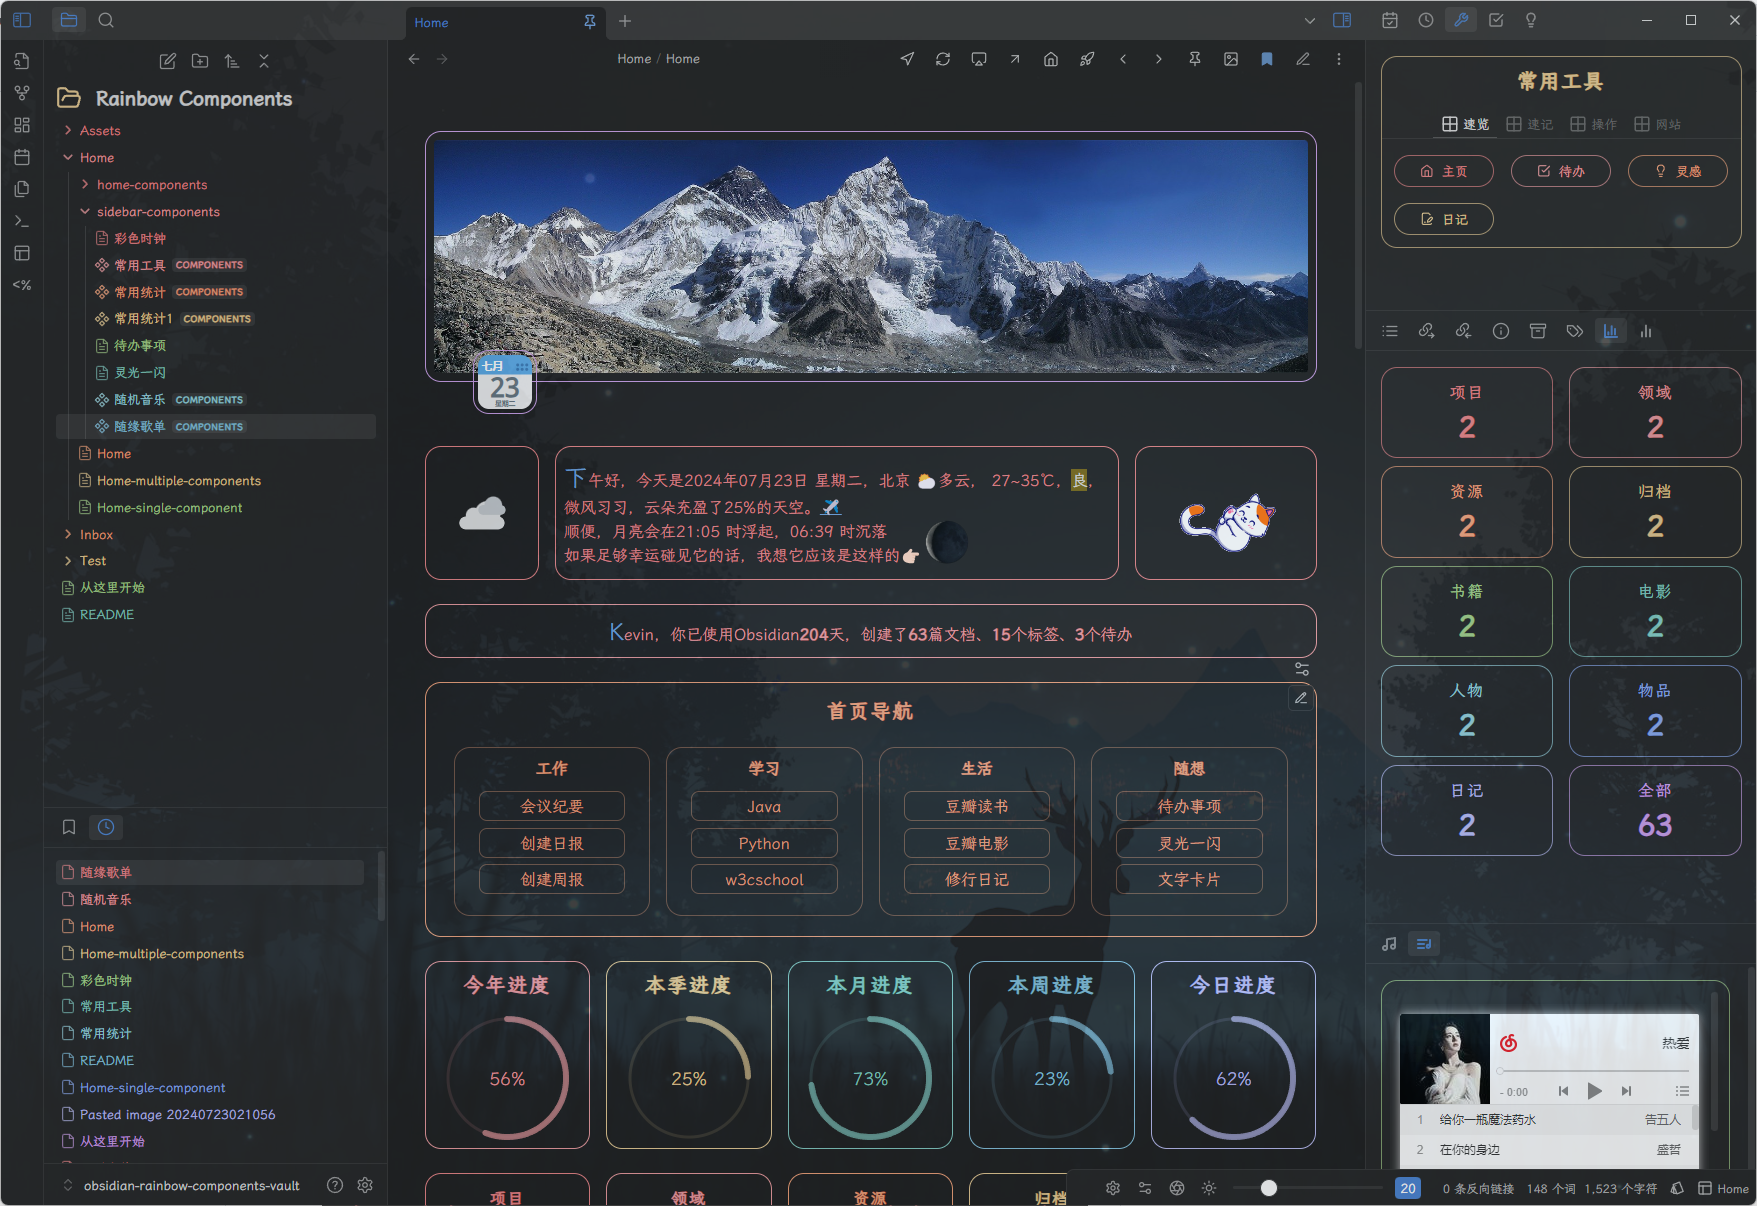 Home
Rainbow Components
Assets
Home
home-components
sidebar-components
彩色时钟
常用工具 COMPONENTS
常用统计 COMPONENTS
常用统计1 COMPONENTS
待办事项
灵光一闪
随机音乐 COMPONENTS
随缘歌单 COMPONENTS
Home
Home-multiple-components
Home-single-component
Inbox
Test
从这里开始
README
随缘歌单
随机音乐
Home
Home-multiple-components
彩色时钟
常用工具
常用统计
README
Home-single-component
Pasted image 20240723021056
从这里开始
obsidian-rainbow-components-vault
<%
Home / Home
七月
23
星期二
下午好，今天是2024年07月23日 星期二，北京 多云， 27~35℃，良，
微风习习，云朵充盈了25%的天空。
顺便，月亮会在21:05 时浮起，06:39 时沉落
如果足够幸运碰见它的话，我想它应该是这样的
Kevin，你已使用Obsidian204天，创建了63篇文档、15个标签、3个待办
首页导航
工作
会议纪要
创建日报
创建周报
学习
Java
Python
w3cschool
生活
豆瓣读书
豆瓣电影
修行日记
随想
待办事项
灵光一闪
文字卡片
今年进度
56%
本季进度
25%
本月进度
73%
本周进度
23%
今日进度
62%
项目
领域
资源
归档
常用工具
速览 速记 操作 网站
主页 待办 灵感
日记
项目
2
领域
2
资源
2
归档
2
书籍
2
电影
2
人物
2
物品
2
日记
2
全部
63
热爱
- 0:00
1 给你一瓶魔法药水 告五人
2 在你的身边 盛哲
20 0 条反向链接 148 个词 1,523 个字符 Home